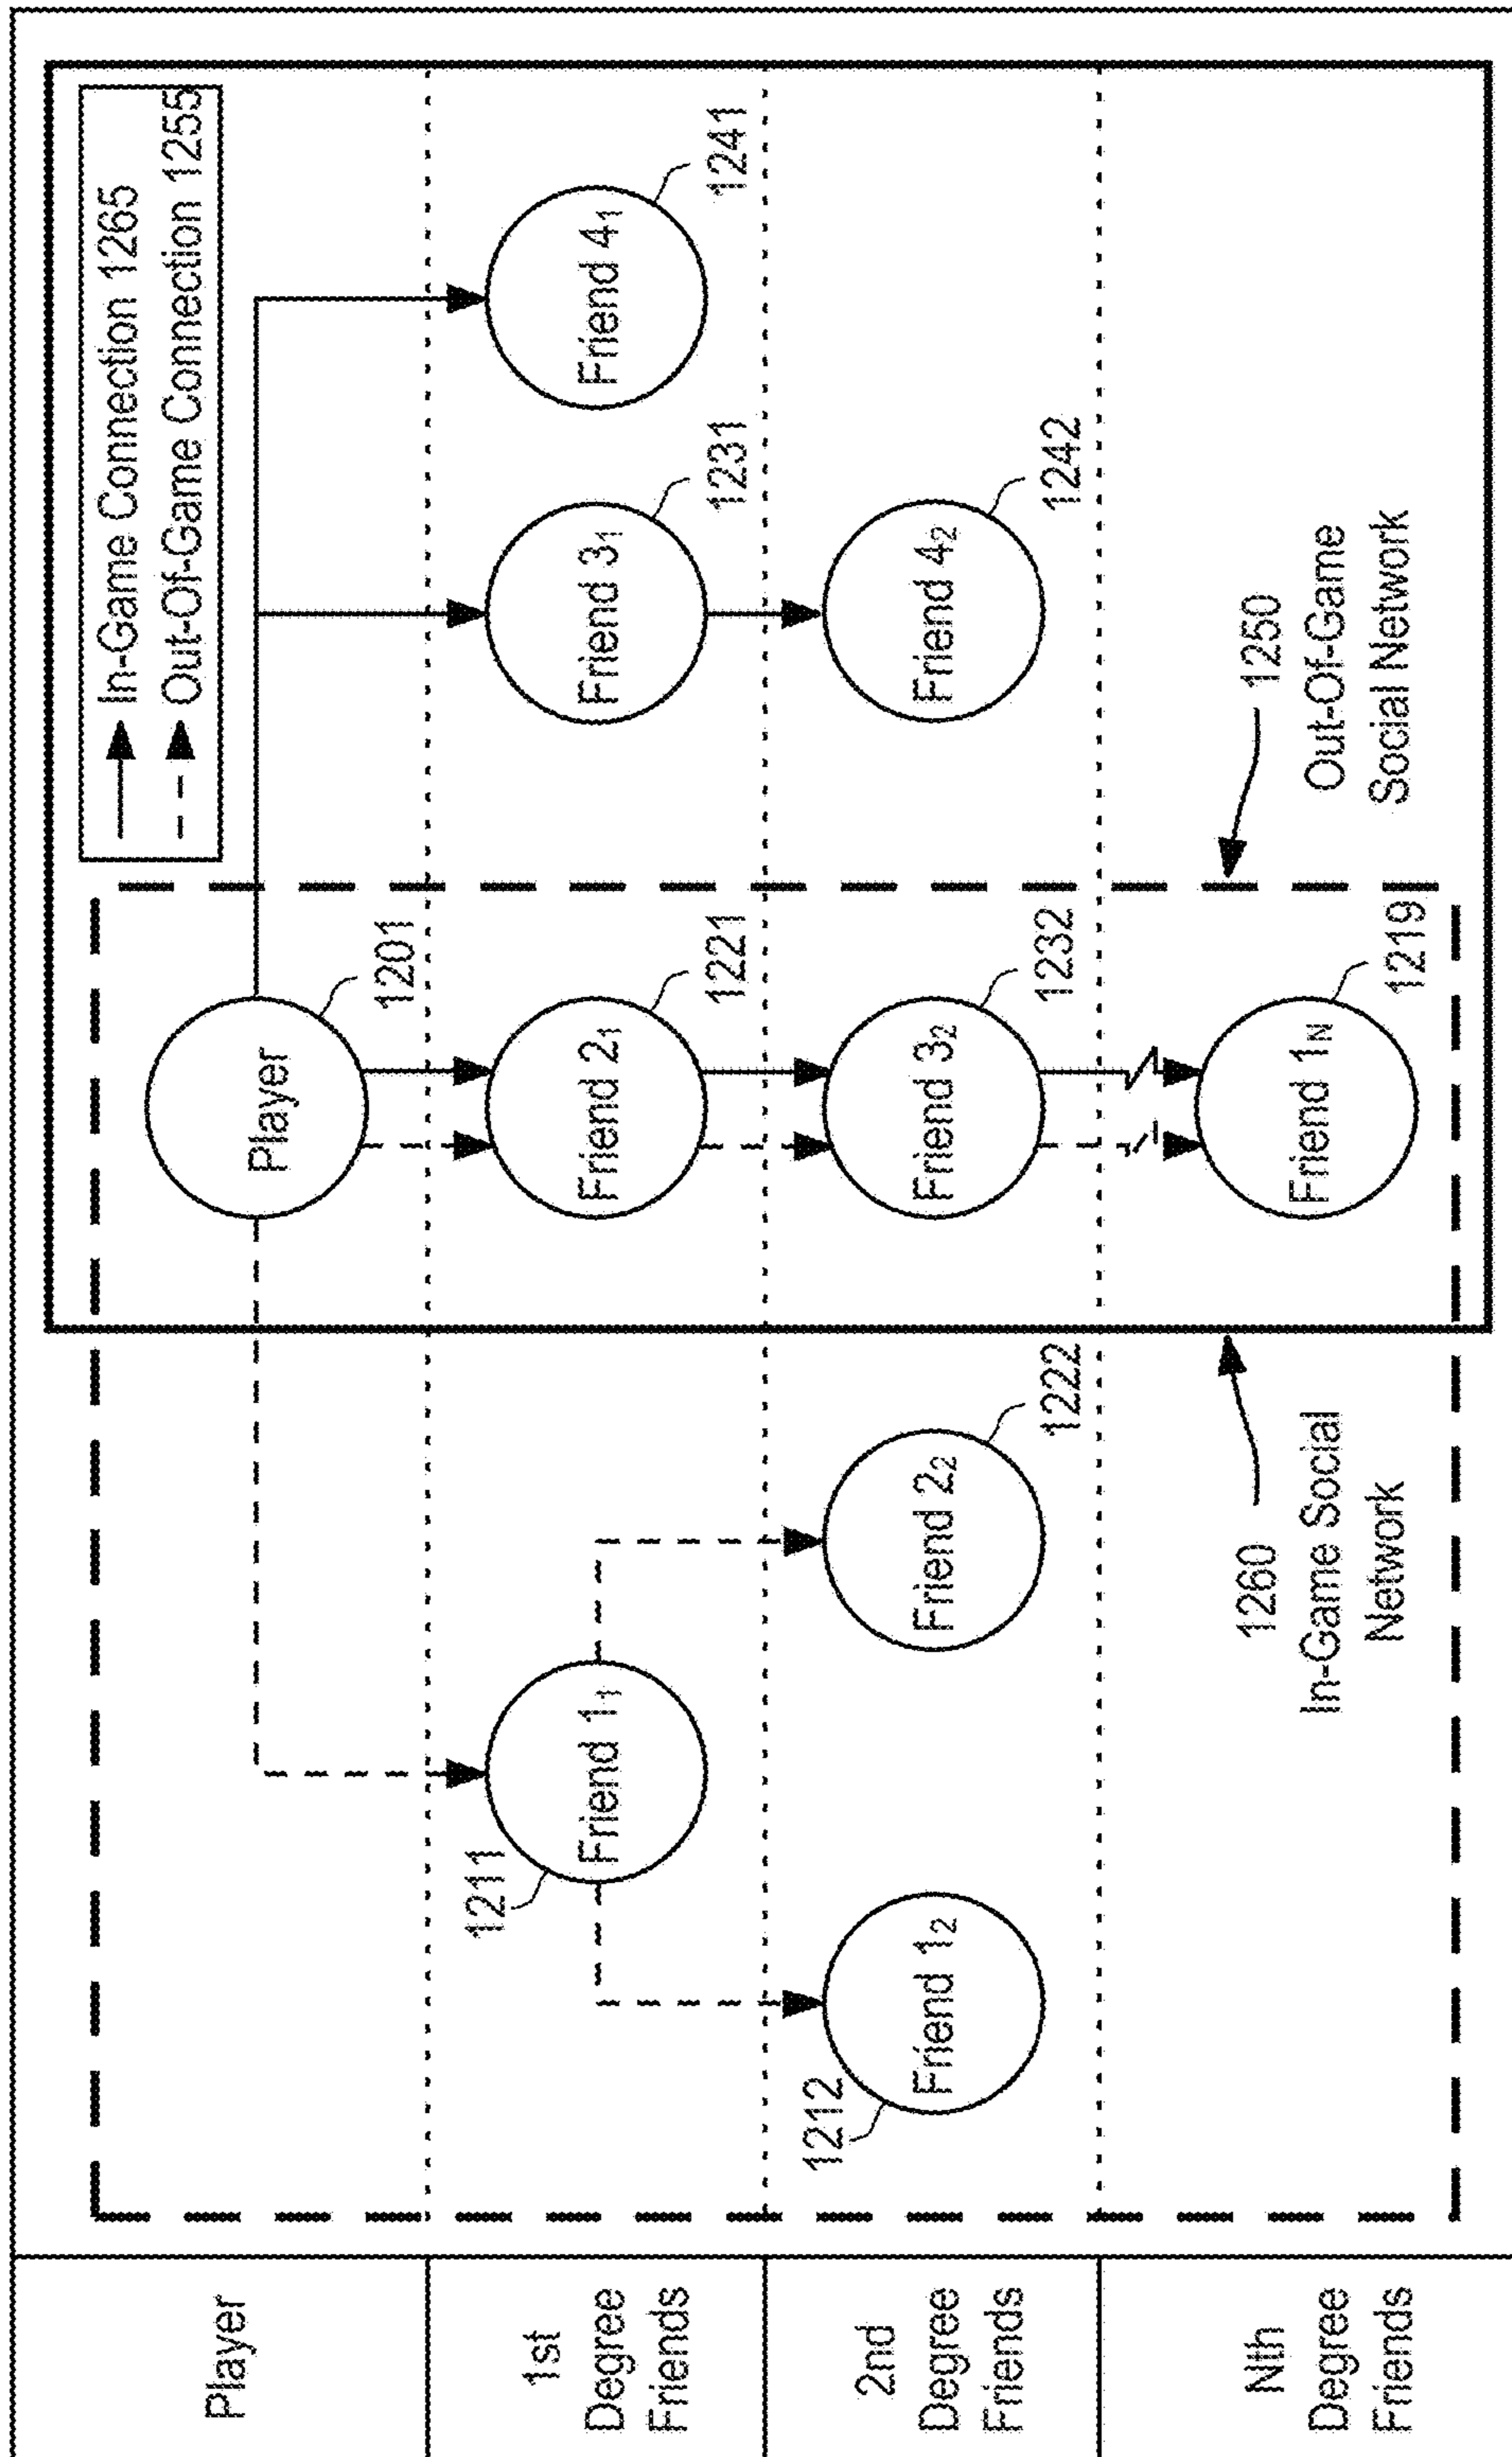 In-Game Connection 1265
Out-Of-Game Connection 1255
Player
Player
1201
1st
Degree
Friends
1211
Friend 1₁
Friend 2₁
1221
Friend 3₁
1231
Friend 4₁
1241
2nd
Degree
Friends
1212
Friend 1₂
Friend 2₂
1222
Friend 3₂
1232
Friend 4₂
1242
Nth
Degree
Friends
1260
In-Game Social
Network
Friend 1N
1219
1250
Out-Of-Game
Social Network